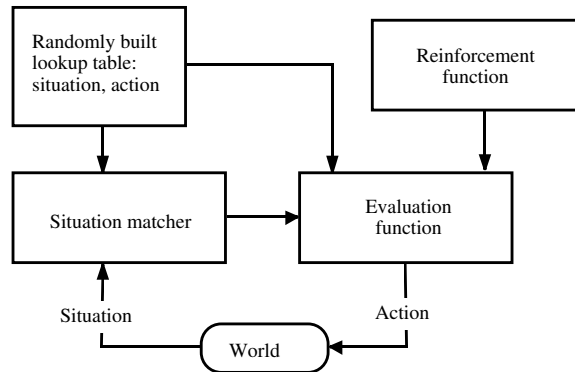 Randomly built
lookup table:
situation, action
Reinforcement
function
Situation matcher
Evaluation
function
Situation
Action
World